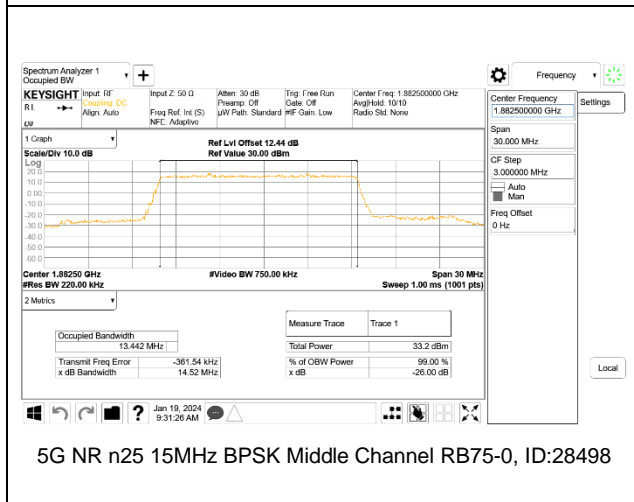 Spectrum Analyzer 1
Occupied BW
Frequency
KEYSIGHT
Input: RF
Input Z: 50 Ω
Atten: 30 dB
Trig: Free Run
Center Freq: 1.882500000 GHz
RL
Coupling: DC
Preamp: Off
Gate: Off
Avg|Hold: 10/10
Align: Auto
Freq Ref: Int (S)
µW Path: Standard
#IF Gain: Low
Radio Std: None
NFE: Adaptive
Center Frequency
1.882500000 GHz
Settings
Span
30.000 MHz
CF Step
3.000000 MHz
Auto
Man
Freq Offset
0 Hz
Local
1 Graph
Scale/Div 10.0 dB
Ref Lvl Offset 12.44 dB
Ref Value 30.00 dBm
Log
20.0
10.0
0.00
-10.0
-20.0
-30.0
-40.0
-50.0
-60.0
Center 1.88250 GHz
#Video BW 750.00 kHz
Span 30 MHz
#Res BW 220.00 kHz
Sweep 1.00 ms (1001 pts)
2 Metrics
Measure Trace
Trace 1
Occupied Bandwidth
13.442 MHz
Total Power
33.2 dBm
Transmit Freq Error
-361.54 kHz
% of OBW Power
99.00 %
x dB Bandwidth
14.52 MHz
x dB
-26.00 dB
Jan 19, 2024
9:31:26 AM
5G NR n25 15MHz BPSK Middle Channel RB75-0, ID:28498